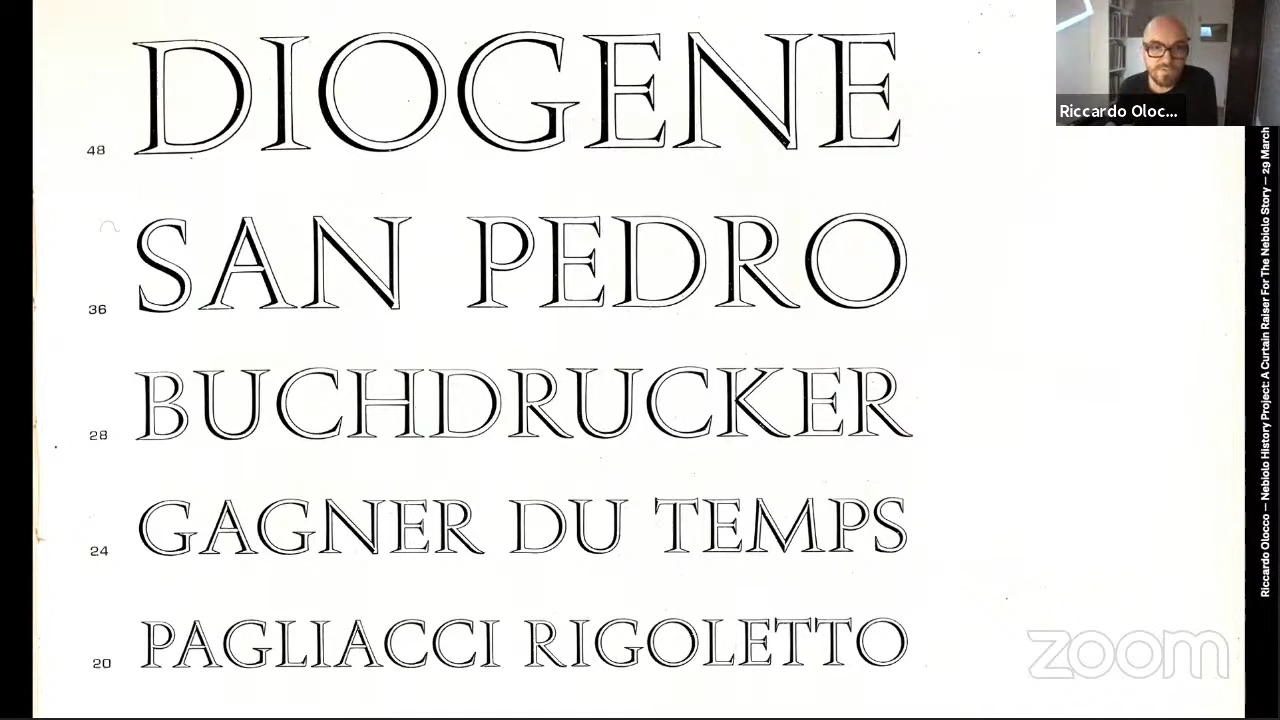 DIOGENE
48
SAN PEDRO
36
BUCHDRUCKER
28
GAGNER DU TEMPS
24
PAGLIACCI RIGOLETTO
20
Riccardo Oloc...
Riccardo Olocco – Nebiolo History Project: A Curtain Raiser For The Nebiolo Story – 29 March
zoom